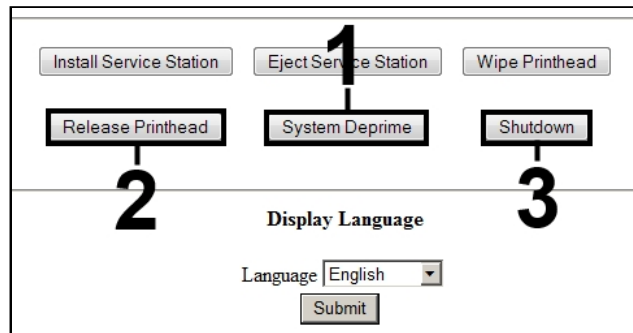 1
Install Service Station Eject Service Station Wipe Printhead
Release Printhead System Deprime Shutdown
2 3
Display Language
Language English
Submit